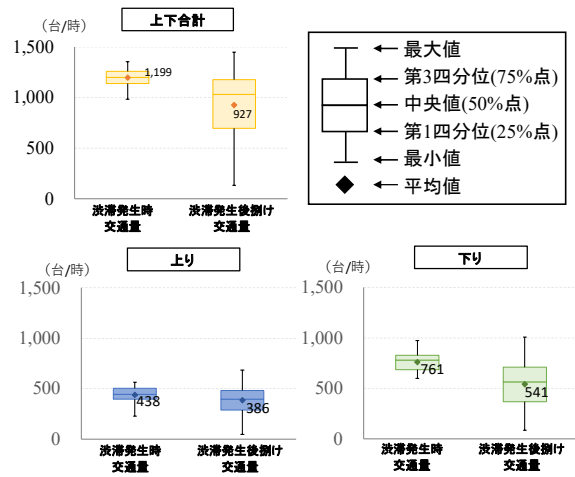 上下合計
(台/時)
1,500
1,000
500
0
1,199
927
渋滞発生時
交通量
渋滞発生後捌け
交通量
最大値
第3四分位(75%点)
中央値(50%点)
第1四分位(25%点)
最小値
平均値
上り
(台/時)
1,500
1,000
500
0
438
386
渋滞発生時
交通量
渋滞発生後捌け
交通量
下り
(台/時)
1,500
1,000
500
0
761
541
渋滞発生時
交通量
渋滞発生後捌け
交通量